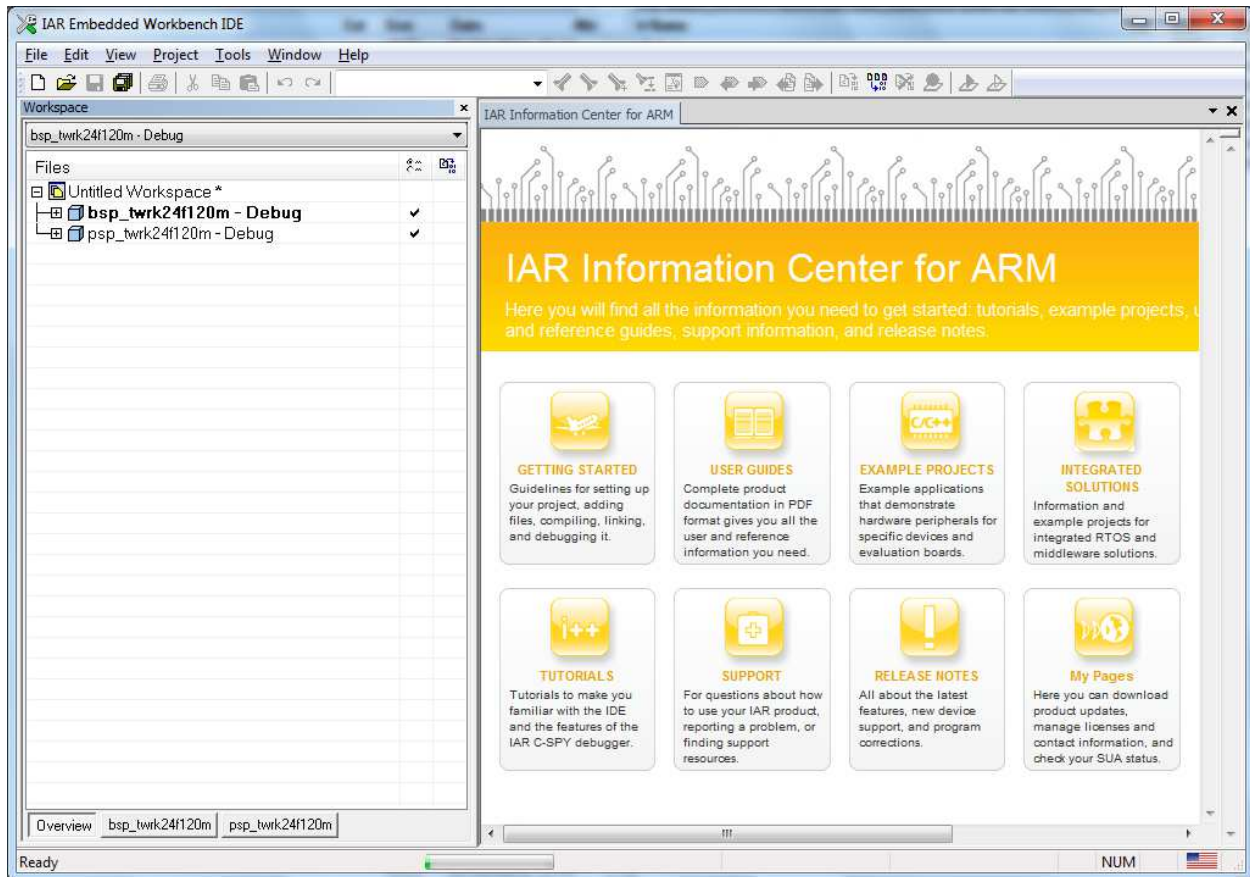 IAR Embedded Workbench IDE
File Edit View Project Tools Window Help
Workspace
IAR Information Center for ARM
bsp_twrk24f120m - Debug
Files
Untitled Workspace *
bsp_twrk24f120m - Debug
psp_twrk24f120m - Debug
IAR Information Center for ARM
Here you will find all the information you need to get started: tutorials, example projects, u
and reference guides, support information, and release notes.
GETTING STARTED
Guidelines for setting up
your project, adding
files, compiling, linking,
and debugging it.
USER GUIDES
Complete product
documentation in PDF
format gives you all the
user and reference
information you need.
C/C++
EXAMPLE PROJECTS
Example applications
that demonstrate
hardware peripherals for
specific devices and
evaluation boards.
INTEGRATED
SOLUTIONS
Information and
example projects for
integrated RTOS and
middleware solutions.
i++
TUTORIALS
Tutorials to make you
familiar with the IDE
and the features of the
IAR C-SPY debugger.
SUPPORT
For questions about how
to use your IAR product,
reporting a problem, or
finding support
resources.
RELEASE NOTES
All about the latest
features, new device
support, and program
corrections.
My Pages
Here you can download
product updates,
manage licenses and
contact information, and
check your SUA status.
Overview bsp_twrk24f120m psp_twrk24f120m
Ready
NUM